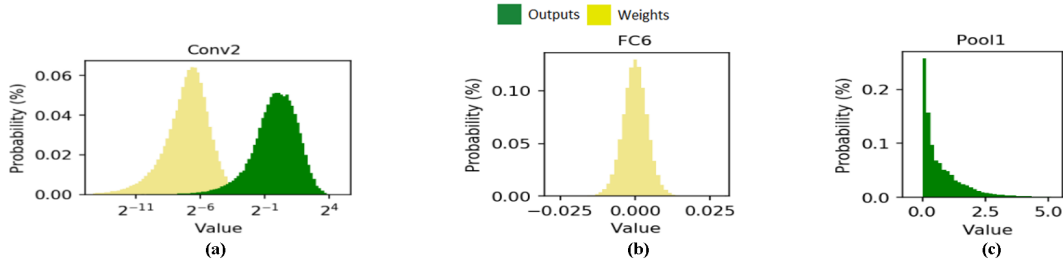 Outputs Weights
Conv2
Probability (%)
0.06
0.04
0.02
0.00
2⁻¹¹ 2⁻⁶ 2⁻¹ 2⁴
Value
(a)
FC6
Probability (%)
0.10
0.05
0.00
−0.025 0.000 0.025
Value
(b)
Pool1
Probability (%)
0.2
0.1
0.0
0.0 2.5 5.0
Value
(c)